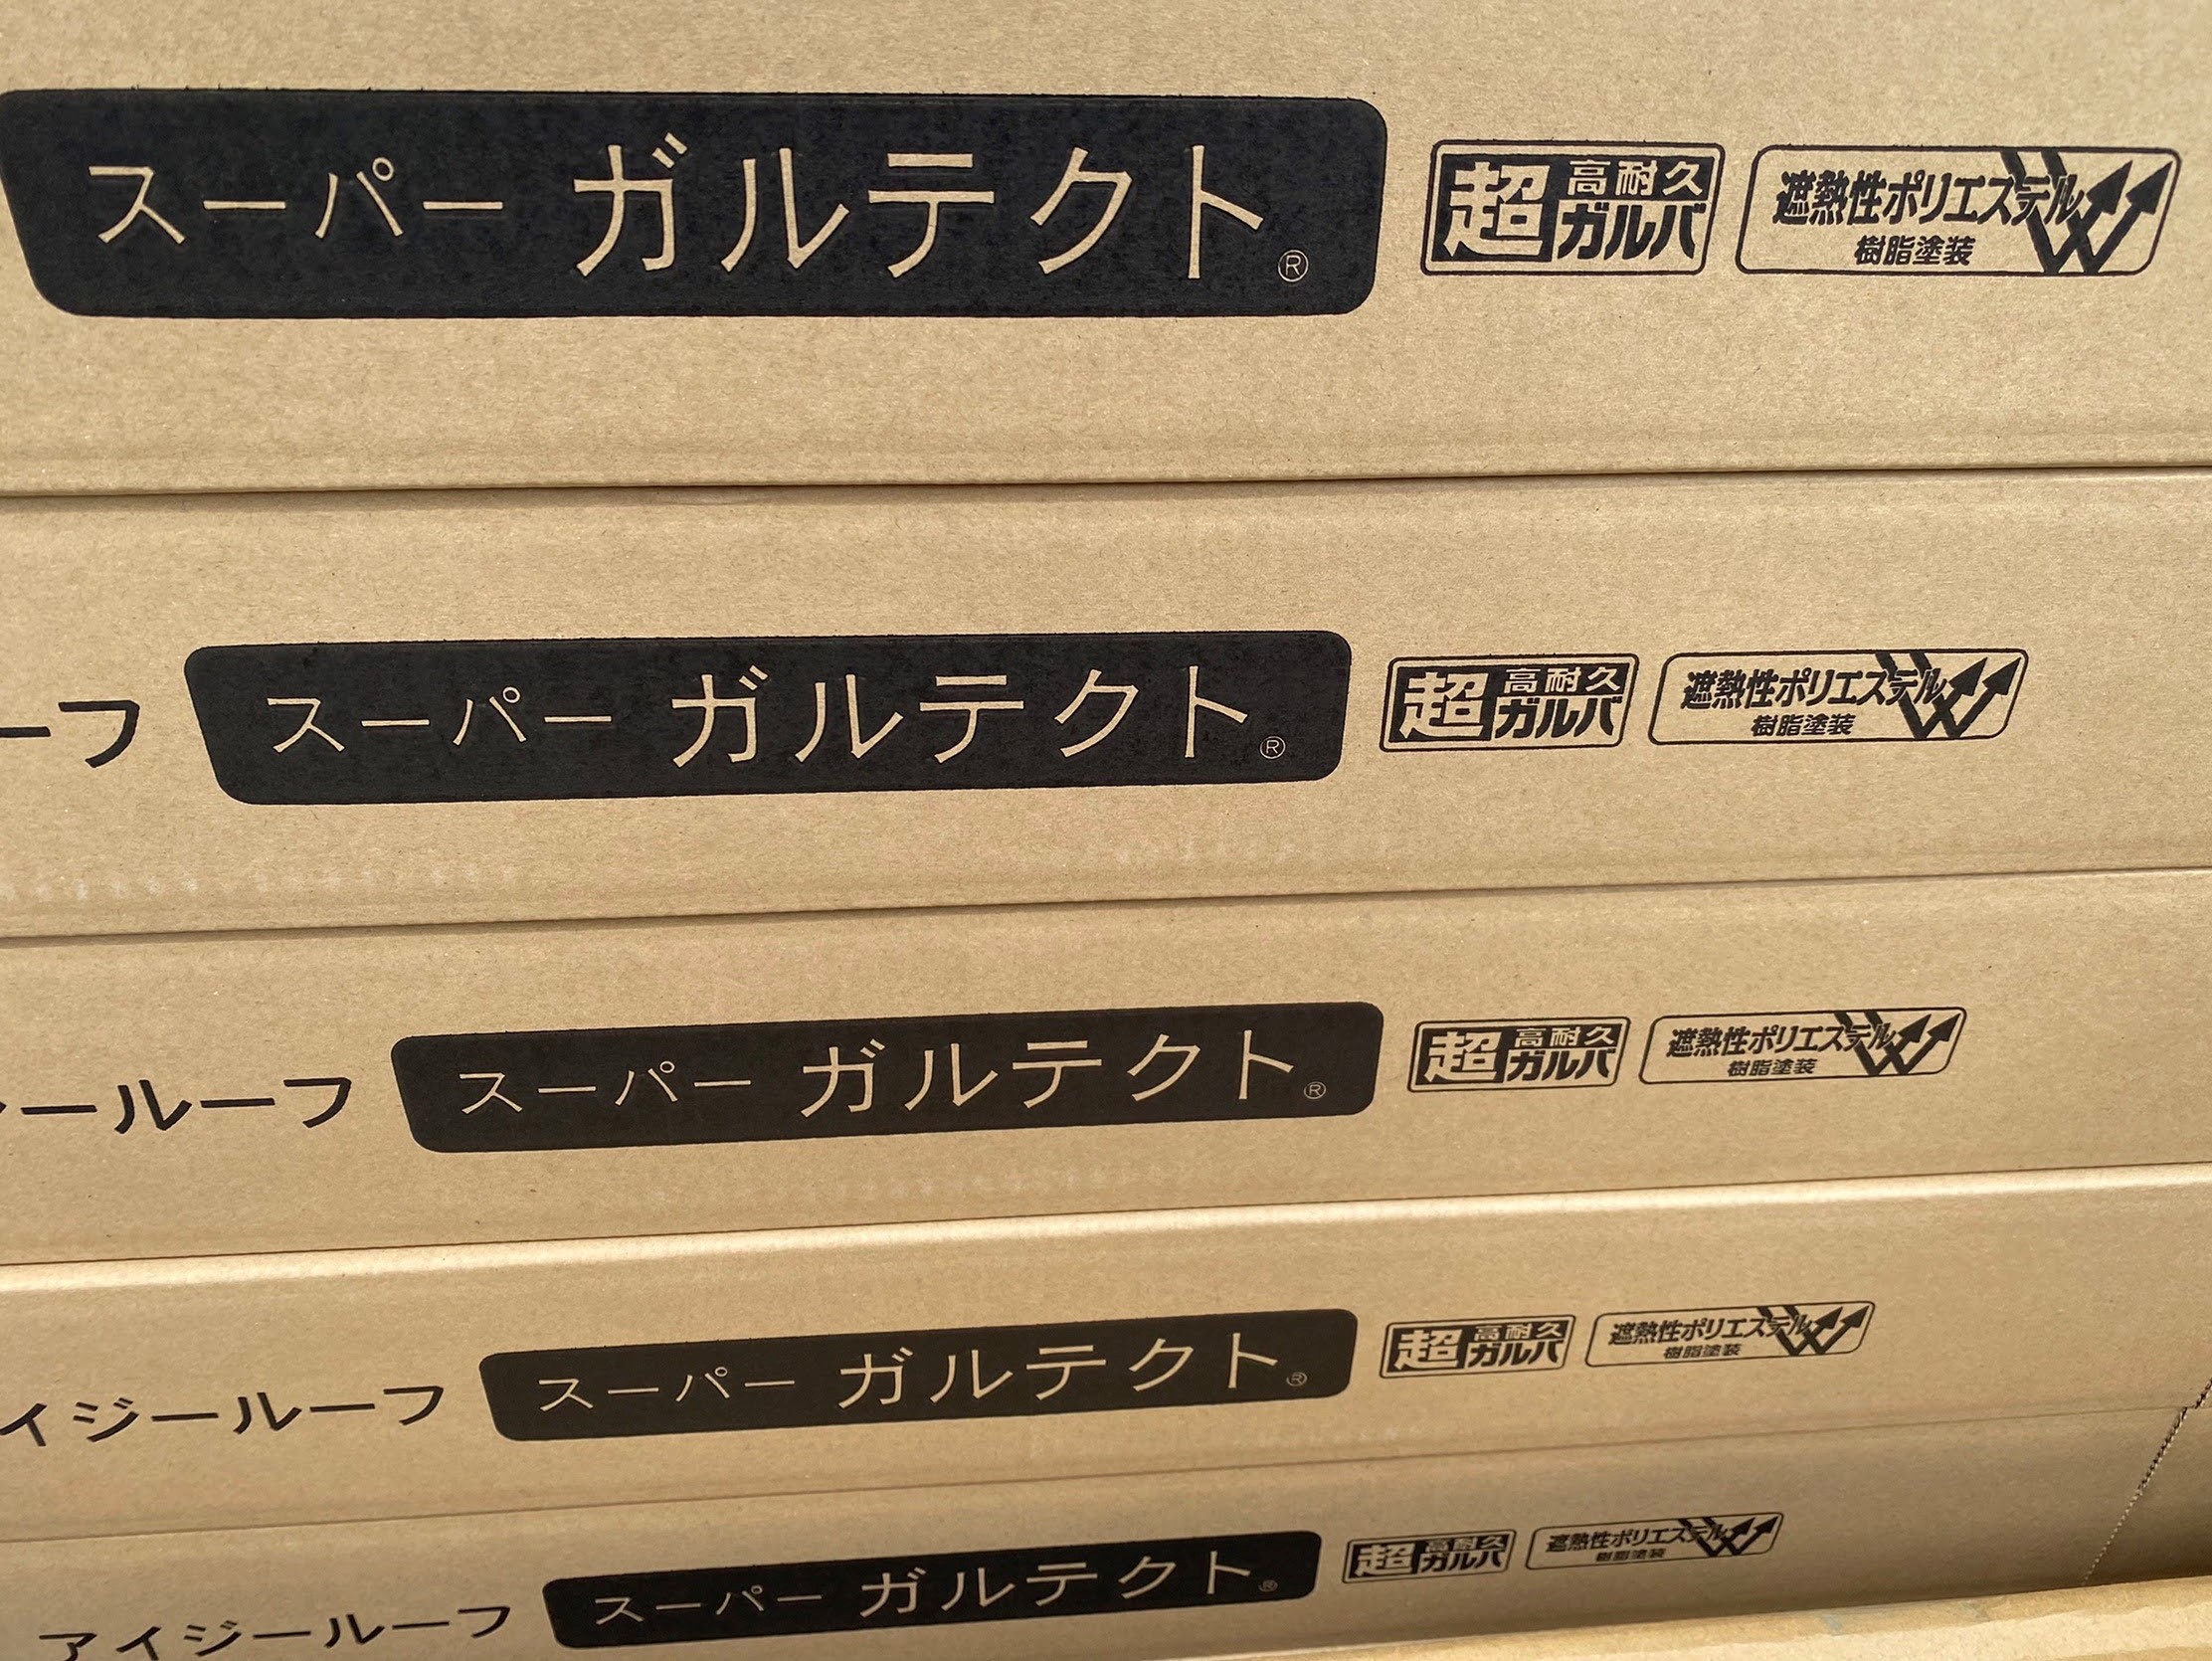 スーパー ガルテクト® 超 高耐久 ガルバ 遮熱性ポリエステル 樹脂塗装
ーフ スーパー ガルテクト® 超 高耐久 ガルバ 遮熱性ポリエステル 樹脂塗装
ールーフ スーパー ガルテクト® 超 高耐久 ガルバ 遮熱性ポリエステル 樹脂塗装
イジールーフ スーパー ガルテクト® 超 高耐久 ガルバ 遮熱性ポリエステル 樹脂塗装
アイジールーフ スーパー ガルテクト® 超 高耐久 ガルバ 遮熱性ポリエステル 樹脂塗装